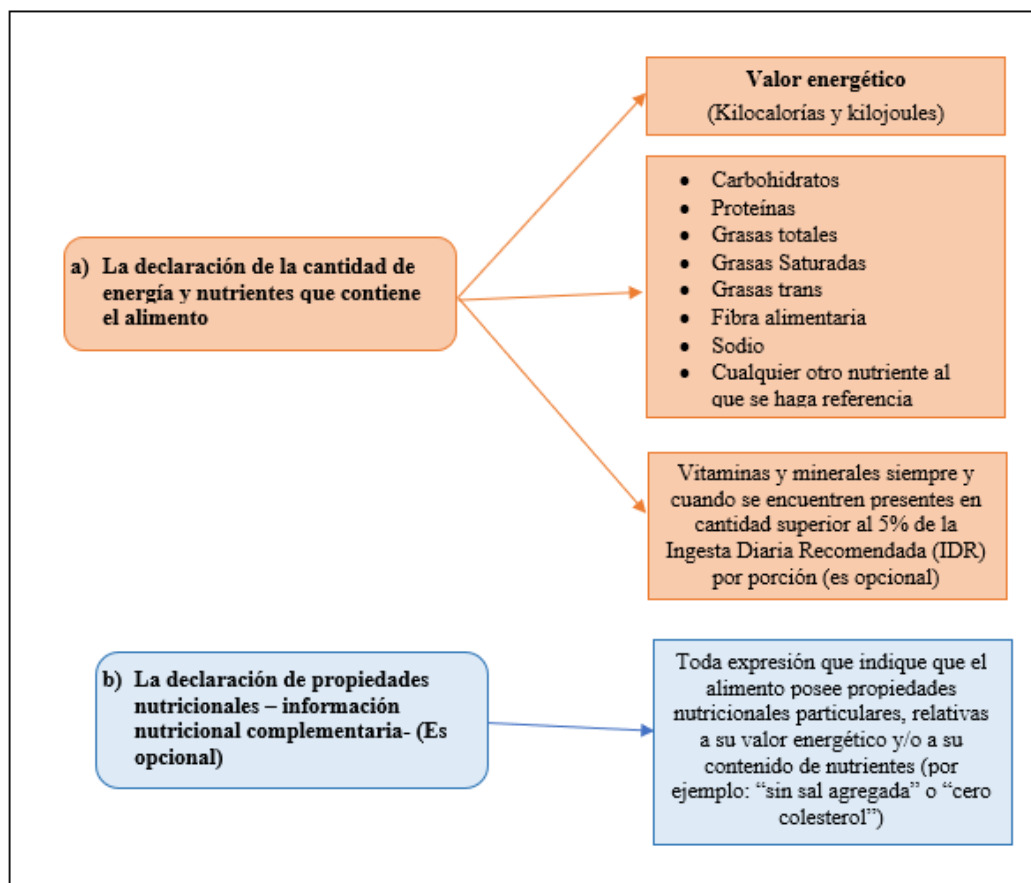 Valor energético
(Kilocalorías y kilojoules)
• Carbohidratos
• Proteínas
• Grasas totales
• Grasas Saturadas
• Grasas trans
• Fibra alimentaria
• Sodio
• Cualquier otro nutriente al
que se haga referencia
a) La declaración de la cantidad de
energía y nutrientes que contiene
el alimento
Vitaminas y minerales siempre y
cuando se encuentren presentes en
cantidad superior al 5% de la
Ingesta Diaria Recomendada (IDR)
por porción (es opcional)
b) La declaración de propiedades
nutricionales – información
nutricional complementaria- (Es
opcional)
Toda expresión que indique que el
alimento posee propiedades
nutricionales particulares, relativas
a su valor energético y/o a su
contenido de nutrientes (por
ejemplo: “sin sal agregada” o “cero
colesterol”)